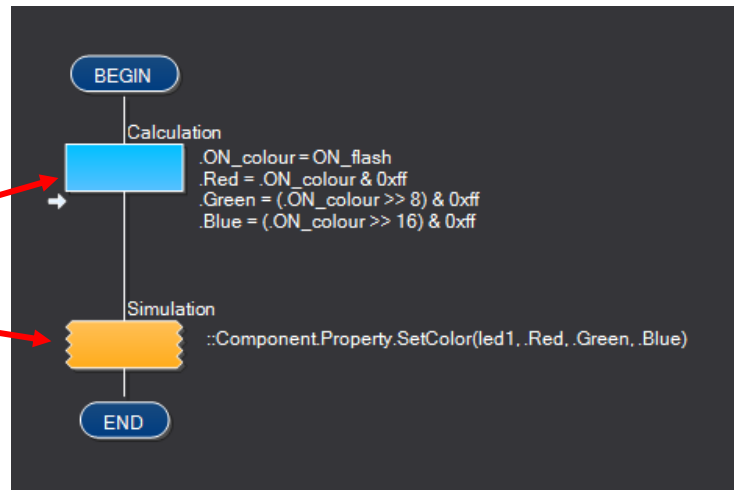 BEGIN
Calculation
.ON_colour = ON_flash
.Red = .ON_colour & 0xff
.Green = (.ON_colour >> 8) & 0xff
.Blue = (.ON_colour >> 16) & 0xff
Simulation
::Component.Property.SetColor(led1, .Red, .Green, .Blue)
END